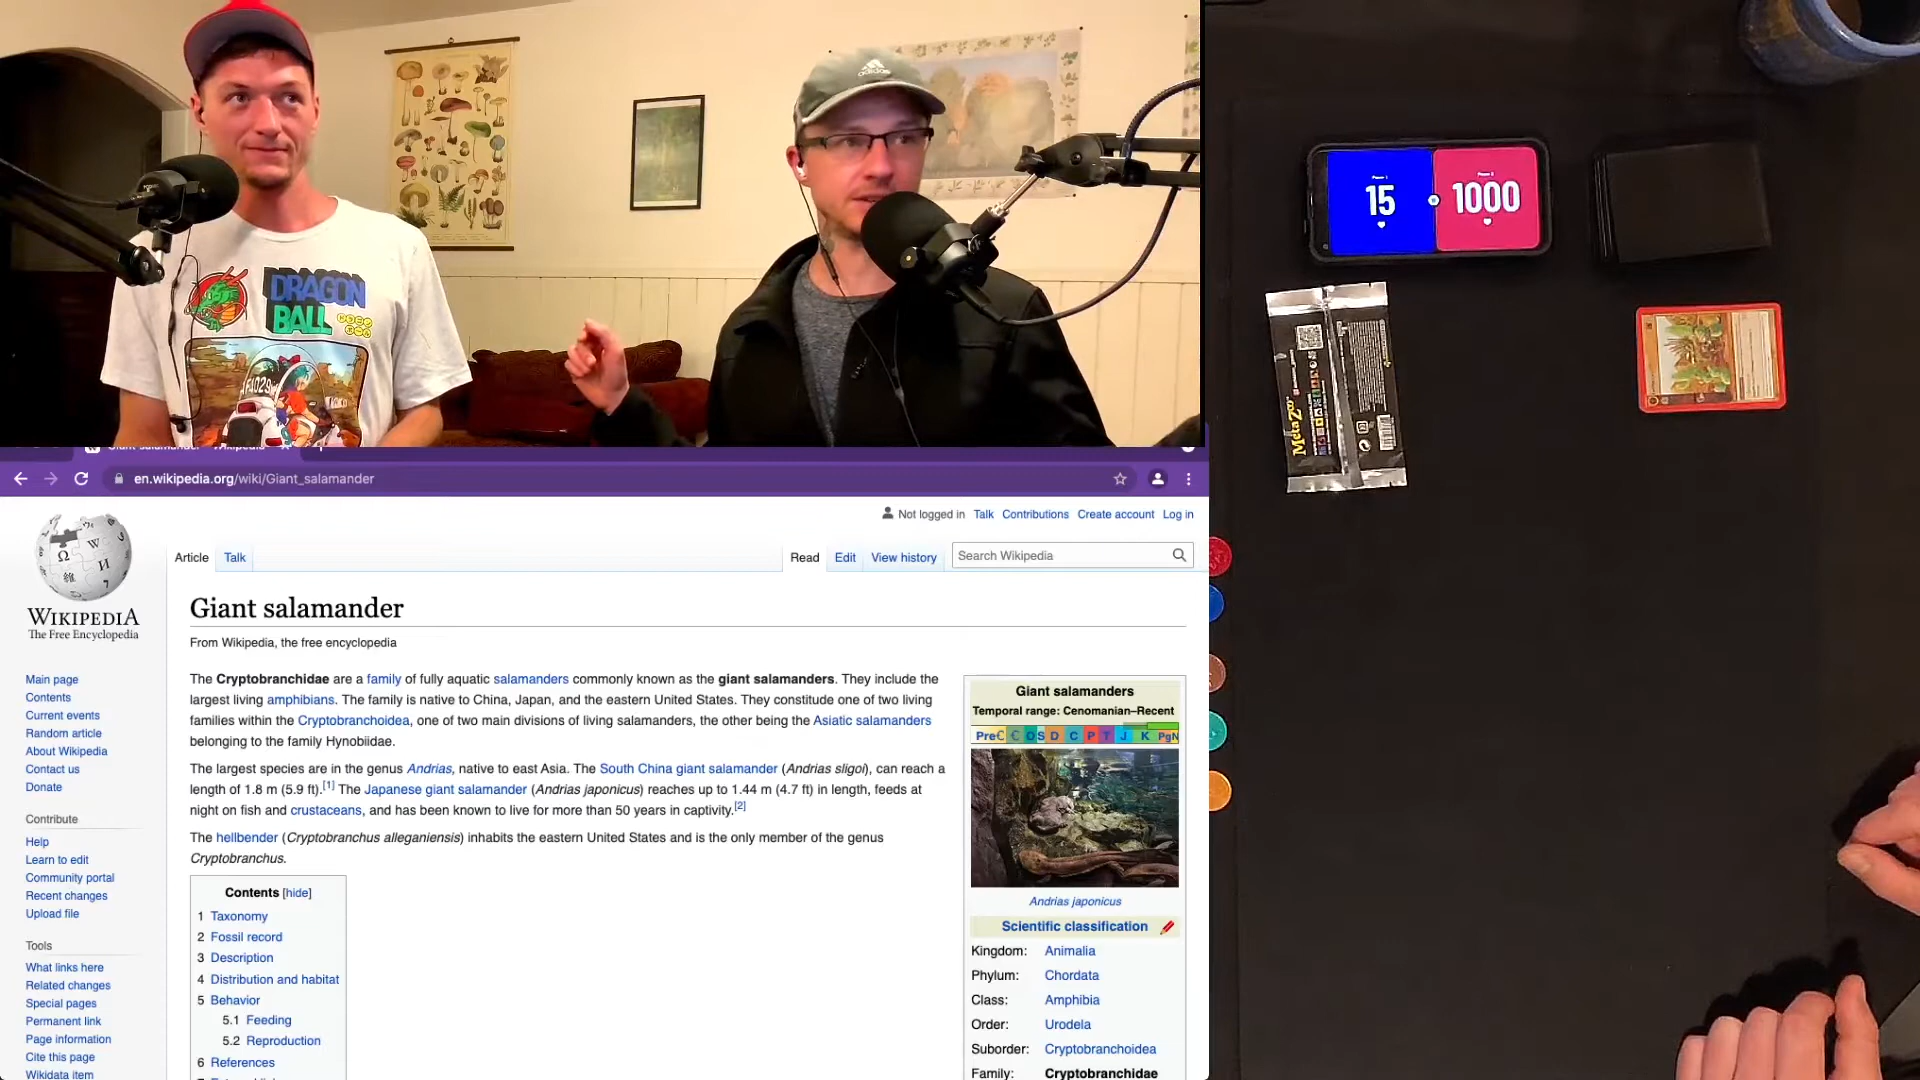 adidas
DRAGON
BALL
15
1000
MetaZoo
en.wikipedia.org/wiki/Giant_salamander
Not logged in Talk Contributions Create account Log in
Article Talk Read Edit View history Search Wikipedia
WIKIPEDIA
The Free Encyclopedia
Main page
Contents
Current events
Random article
About Wikipedia
Contact us
Donate
Contribute
Help
Learn to edit
Community portal
Recent changes
Upload file
Tools
What links here
Related changes
Special pages
Permanent link
Page information
Cite this page
Wikidata item
Giant salamander
From Wikipedia, the free encyclopedia
The Cryptobranchidae are a family of fully aquatic salamanders commonly known as the giant salamanders. They include the
largest living amphibians. The family is native to China, Japan, and the eastern United States. They constitute one of two living
families within the Cryptobranchoidea, one of two main divisions of living salamanders, the other being the Asiatic salamanders
belonging to the family Hynobiidae.
The largest species are in the genus Andrias, native to east Asia. The South China giant salamander (Andrias sligoi), can reach a
length of 1.8 m (5.9 ft).[1] The Japanese giant salamander (Andrias japonicus) reaches up to 1.44 m (4.7 ft) in length, feeds at
night on fish and crustaceans, and has been known to live for more than 50 years in captivity.[2]
The hellbender (Cryptobranchus alleganiensis) inhabits the eastern United States and is the only member of the genus
Cryptobranchus.
Contents [hide]
1 Taxonomy
2 Fossil record
3 Description
4 Distribution and habitat
5 Behavior
5.1 Feeding
5.2 Reproduction
6 References
Giant salamanders
Temporal range: Cenomanian–Recent
PreЄ Є O S D C P T J K PgN
Andrias japonicus
Scientific classification
Kingdom: Animalia
Phylum: Chordata
Class: Amphibia
Order: Urodela
Suborder: Cryptobranchoidea
Family: Cryptobranchidae